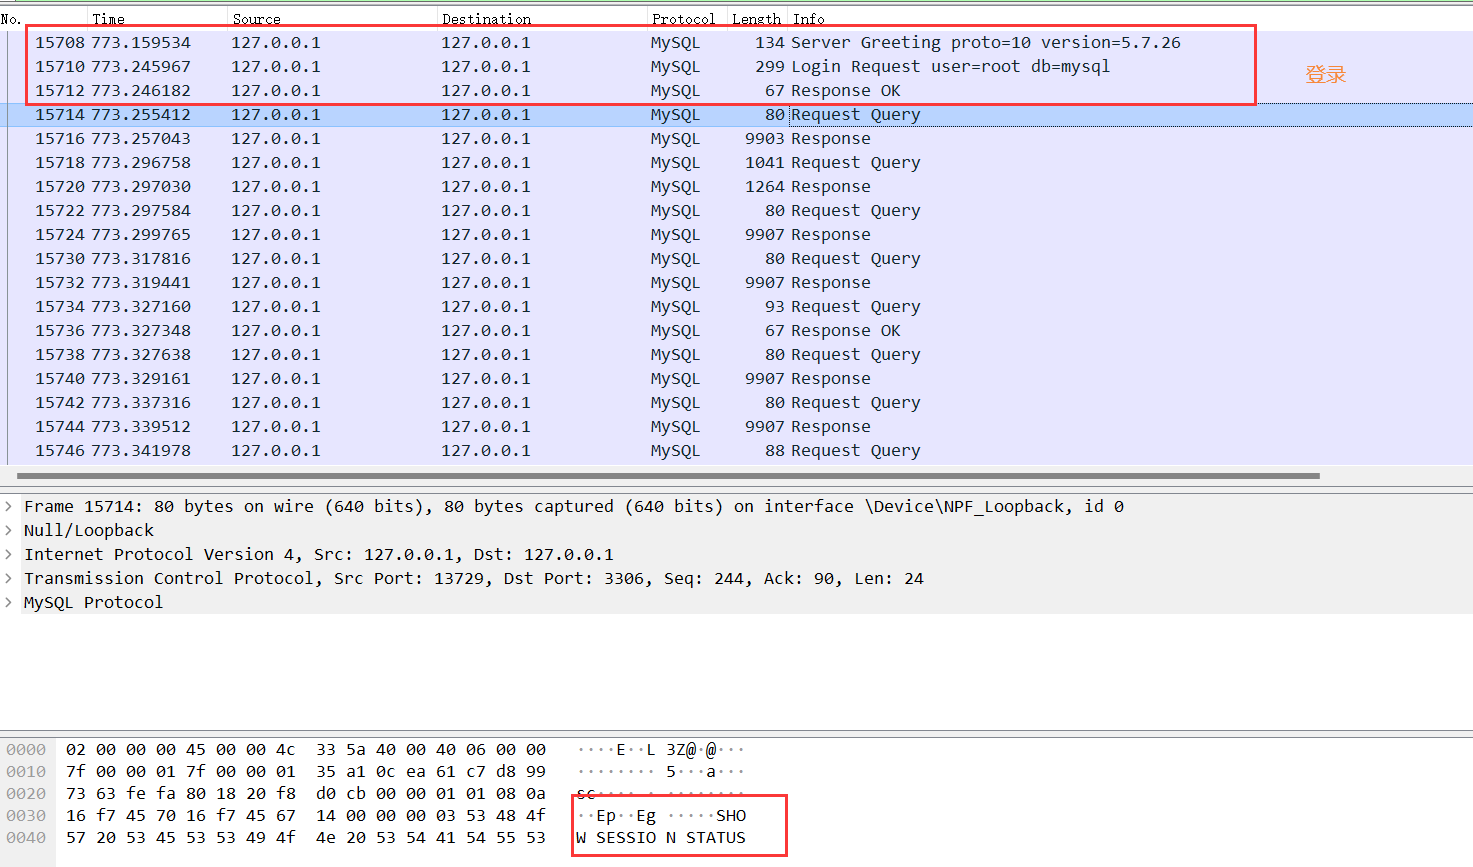 No. Time Source Destination Protocol Length Info
15708 773.159534 127.0.0.1 127.0.0.1 MySQL 134 Server Greeting proto=10 version=5.7.26
15710 773.245967 127.0.0.1 127.0.0.1 MySQL 299 Login Request user=root db=mysql
登录
15712 773.246182 127.0.0.1 127.0.0.1 MySQL 67 Response OK
15714 773.255412 127.0.0.1 127.0.0.1 MySQL 80 Request Query
15716 773.257043 127.0.0.1 127.0.0.1 MySQL 9903 Response
15718 773.296758 127.0.0.1 127.0.0.1 MySQL 1041 Request Query
15720 773.297030 127.0.0.1 127.0.0.1 MySQL 1264 Response
15722 773.297584 127.0.0.1 127.0.0.1 MySQL 80 Request Query
15724 773.299765 127.0.0.1 127.0.0.1 MySQL 9907 Response
15730 773.317816 127.0.0.1 127.0.0.1 MySQL 80 Request Query
15732 773.319441 127.0.0.1 127.0.0.1 MySQL 9907 Response
15734 773.327160 127.0.0.1 127.0.0.1 MySQL 93 Request Query
15736 773.327348 127.0.0.1 127.0.0.1 MySQL 67 Response OK
15738 773.327638 127.0.0.1 127.0.0.1 MySQL 80 Request Query
15740 773.329161 127.0.0.1 127.0.0.1 MySQL 9907 Response
15742 773.337316 127.0.0.1 127.0.0.1 MySQL 80 Request Query
15744 773.339512 127.0.0.1 127.0.0.1 MySQL 9907 Response
15746 773.341978 127.0.0.1 127.0.0.1 MySQL 88 Request Query
Frame 15714: 80 bytes on wire (640 bits), 80 bytes captured (640 bits) on interface \Device\NPF_Loopback, id 0
Null/Loopback
Internet Protocol Version 4, Src: 127.0.0.1, Dst: 127.0.0.1
Transmission Control Protocol, Src Port: 13729, Dst Port: 3306, Seq: 244, Ack: 90, Len: 24
MySQL Protocol
0000 02 00 00 00 45 00 00 4c 33 5a 40 00 40 06 00 00 ····E··L 3Z@·@···
0010 7f 00 00 01 7f 00 00 01 35 a1 0c ea 61 c7 d8 99 ········ 5···a···
0020 73 63 fe fa 80 18 20 f8 d0 cb 00 00 01 01 08 0a sc···· · ········
0030 16 f7 45 70 16 f7 45 67 14 00 00 00 03 53 48 4f ··Ep··Eg ·····SHO
0040 57 20 53 45 53 53 49 4f 4e 20 53 54 41 54 55 53 W SESSIO N STATUS